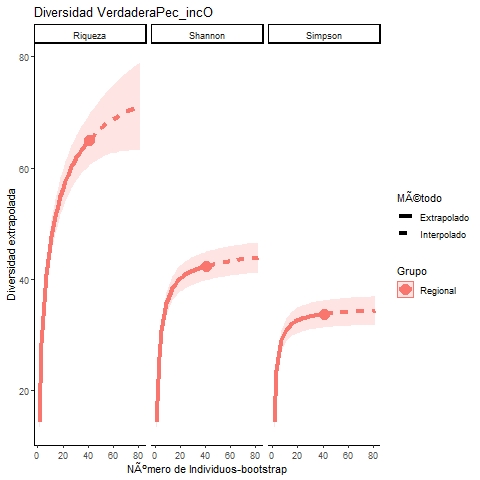 Diversidad VerdaderaPec_incO
Riqueza Shannon Simpson
80
60
40
20
Diversidad extrapolada
0 20 40 60 80 0 20 40 60 80 0 20 40 60 80
NÃºmero de Individuos-bootstrap
MÃ©todo
Extrapolado
Interpolado
Grupo
Regional